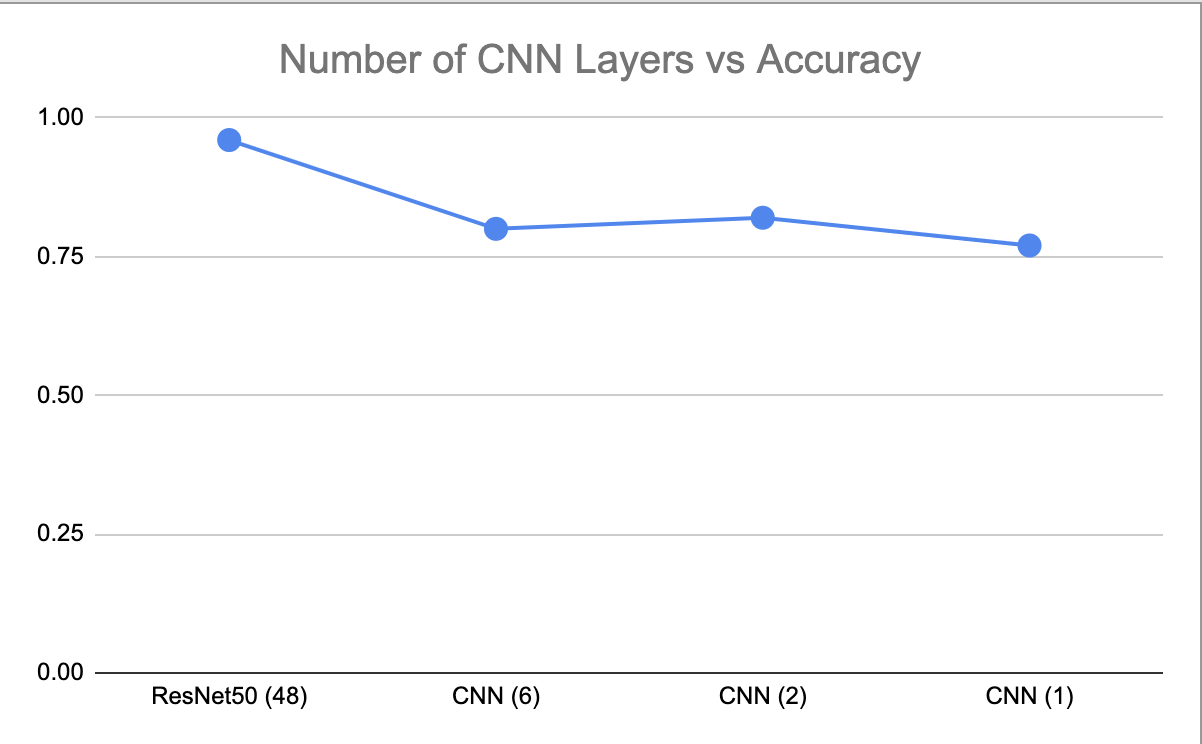 Number of CNN Layers vs Accuracy
1.00
0.75
0.50
0.25
0.00
ResNet50 (48) CNN (6) CNN (2) CNN (1)